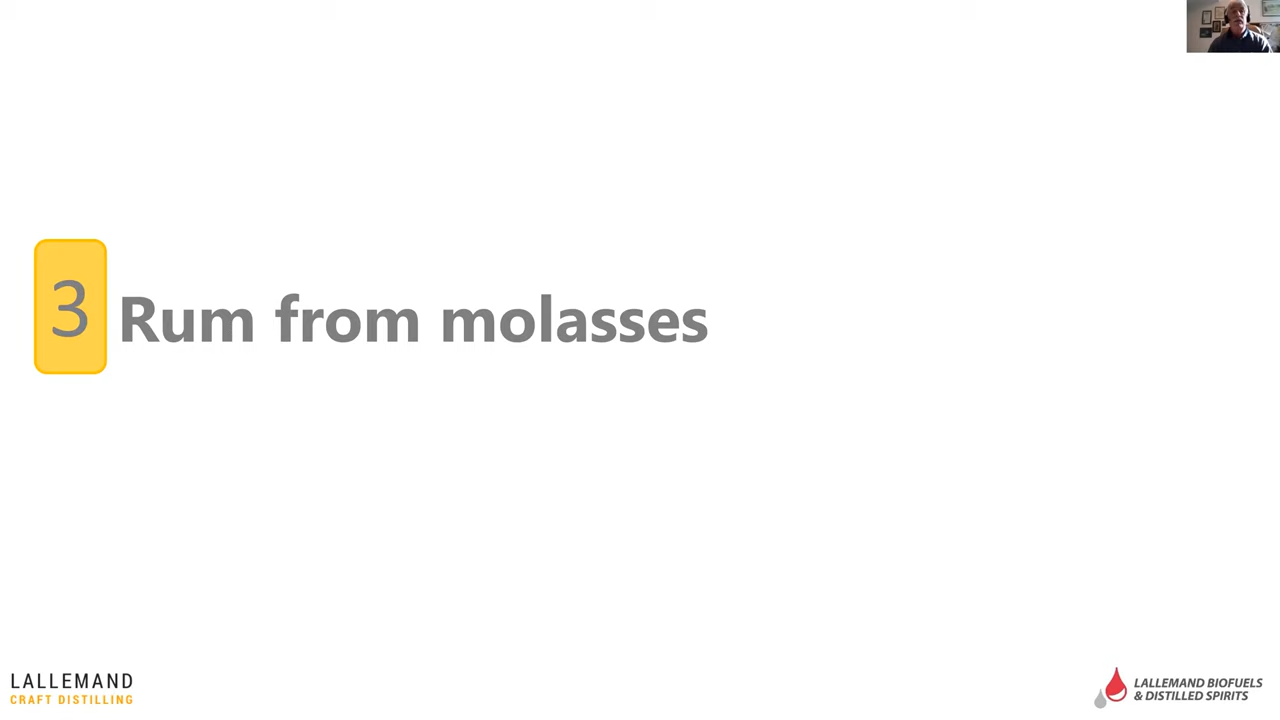 3 Rum from molasses
LALLEMAND
CRAFT DISTILLING
LALLEMAND BIOFUELS
& DISTILLED SPIRITS